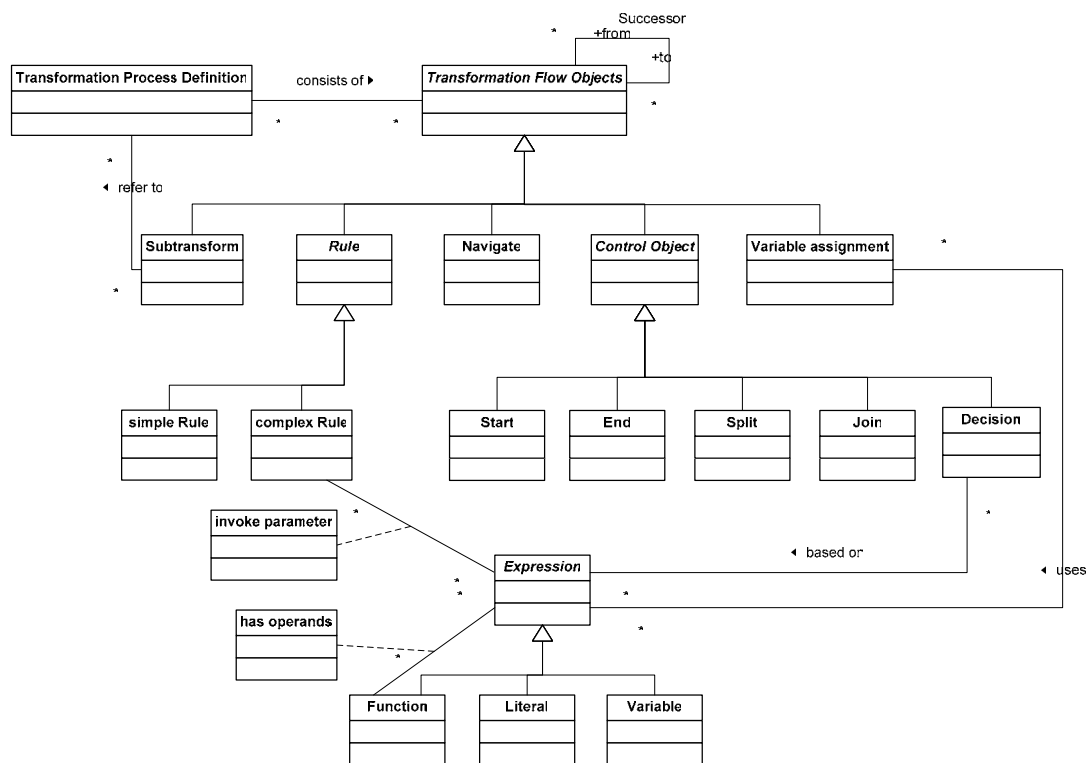 Successor
*
+from
Transformation Process Definition
consists of ▶
Transformation Flow Objects
+to
*
*
*
*
◀ refer to
Subtransform
Rule
Navigate
Control Object
Variable assignment
*
*
simple Rule
complex Rule
Start
End
Split
Join
Decision
invoke parameter
*
*
◀ based on
Expression
◀ uses
*
*
*
has operands
*
*
Function
Literal
Variable